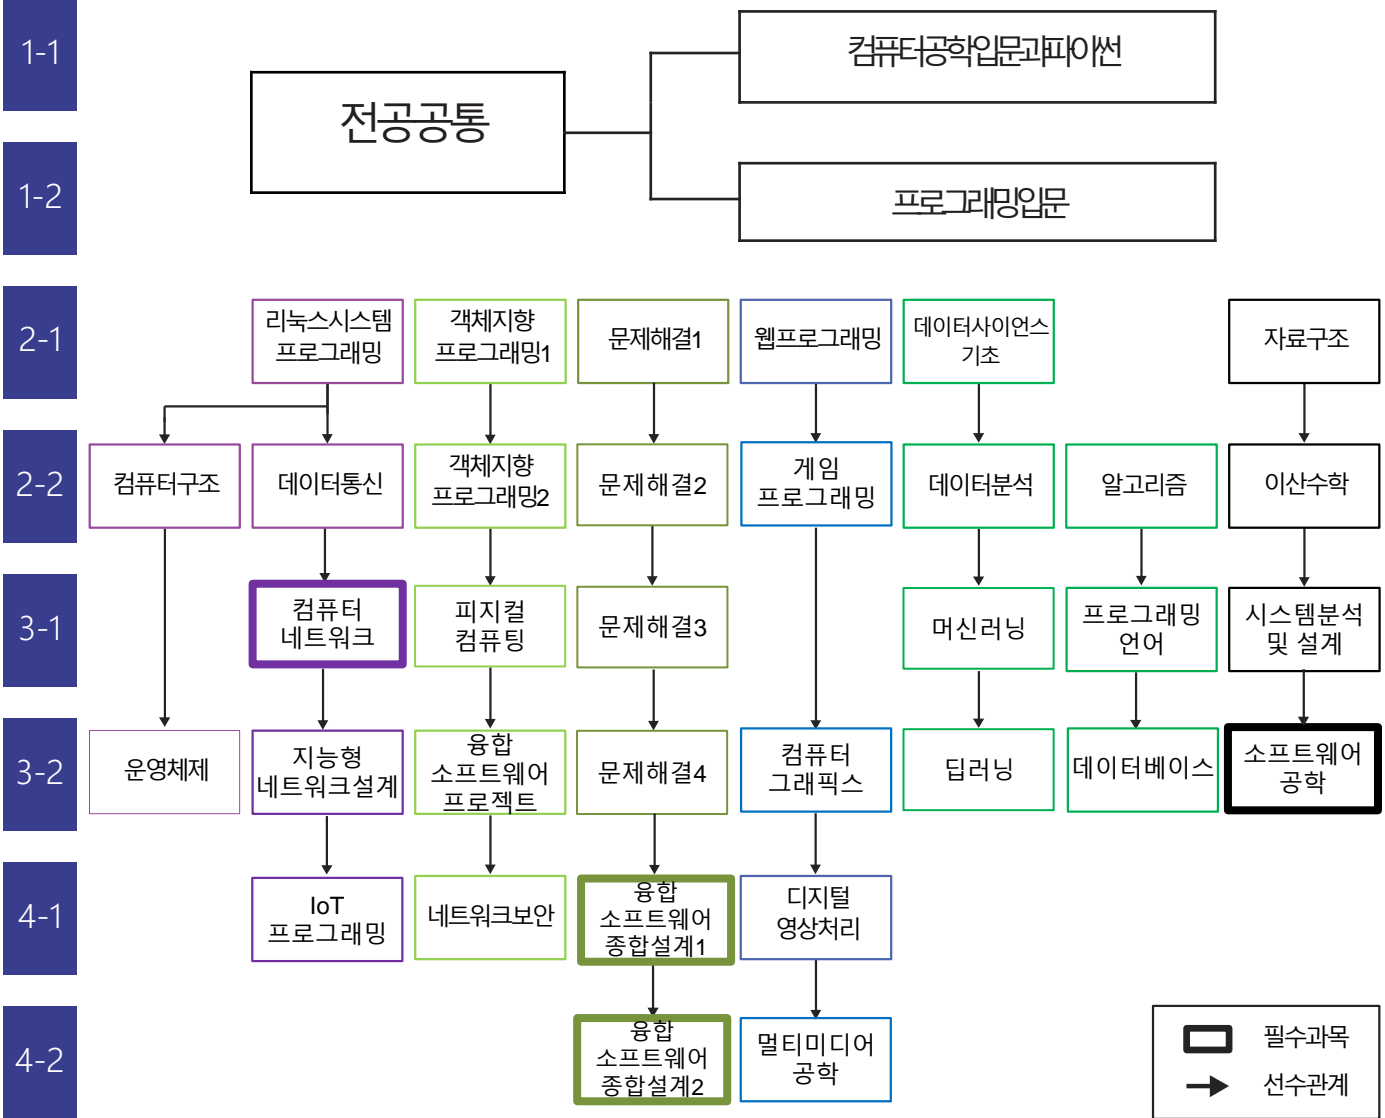 1-1
컴퓨터공학입문과파이썬
전공공통
1-2
프로그래밍입문
2-1
리눅스시스템
프로그래밍
객체지향
프로그래밍1
문제해결1
웹프로그래밍
데이터사이언스
기초
자료구조
2-2
컴퓨터구조
데이터통신
객체지향
프로그래밍2
문제해결2
게임
프로그래밍
데이터분석
알고리즘
이산수학
3-1
컴퓨터
네트워크
피지컬
컴퓨팅
문제해결3
머신러닝
프로그래밍
언어
시스템분석
및 설계
3-2
운영체제
지능형
네트워크설계
융합
소프트웨어
프로젝트
문제해결4
컴퓨터
그래픽스
딥러닝
데이터베이스
소프트웨어
공학
4-1
IoT
프로그래밍
네트워크보안
융합
소프트웨어
종합설계1
디지털
영상처리
4-2
융합
소프트웨어
종합설계2
멀티미디어
공학
필수과목
선수관계